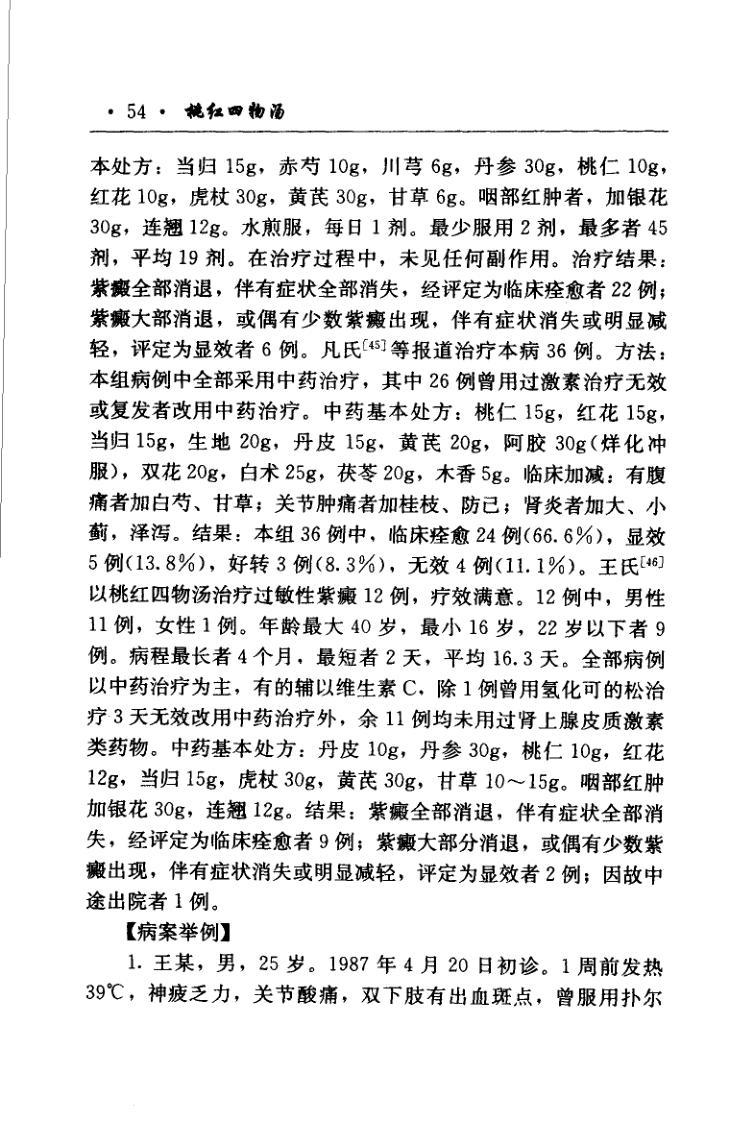 · 54 · 桃红四物汤
本处方：当归 15g，赤芍 10g，川芎 6g，丹参 30g，桃仁 10g，
红花 10g，虎杖 30g，黄芪 30g，甘草 6g。咽部红肿者，加银花
30g，连翘 12g。水煎服，每日 1 剂。最少服用 2 剂，最多者 45
剂，平均 19 剂。在治疗过程中，未见任何副作用。治疗结果：
紫癜全部消退，伴有症状全部消失，经评定为临床痊愈者 22 例；
紫癜大部消退，或偶有少数紫癜出现，伴有症状消失或明显减
轻，评定为显效者 6 例。凡氏[45]等报道治疗本病 36 例。方法：
本组病例中全部采用中药治疗，其中 26 例曾用过激素治疗无效
或复发者改用中药治疗。中药基本处方：桃仁 15g，红花 15g，
当归 15g，生地 20g，丹皮 15g，黄芪 20g，阿胶 30g(烊化冲
服)，双花 20g，白术 25g，茯苓 20g，木香 5g。临床加减：有腹
痛者加白芍、甘草；关节肿痛者加桂枝、防己；肾炎者加大、小
蓟，泽泻。结果：本组 36 例中，临床痊愈 24 例(66.6%)，显效
5 例(13.8%)，好转 3 例(8.3%)，无效 4 例(11.1%)。王氏[46]
以桃红四物汤治疗过敏性紫癜 12 例，疗效满意。12 例中，男性
11 例，女性 1 例。年龄最大 40 岁，最小 16 岁，22 岁以下者 9
例。病程最长者 4 个月，最短者 2 天，平均 16.3 天。全部病例
以中药治疗为主，有的辅以维生素 C，除 1 例曾用氢化可的松治
疗 3 天无效改用中药治疗外，余 11 例均未用过肾上腺皮质激素
类药物。中药基本处方：丹皮 10g，丹参 30g，桃仁 10g，红花
12g，当归 15g，虎杖 30g，黄芪 30g，甘草 10～15g。咽部红肿
加银花 30g，连翘 12g。结果：紫癜全部消退，伴有症状全部消
失，经评定为临床痊愈者 9 例；紫癜大部分消退，或偶有少数紫
癜出现，伴有症状消失或明显减轻，评定为显效者 2 例；因故中
途出院者 1 例。
【病案举例】
1. 王某，男，25 岁。1987 年 4 月 20 日初诊。1 周前发热
39℃，神疲乏力，关节酸痛，双下肢有出血斑点，曾服用扑尔